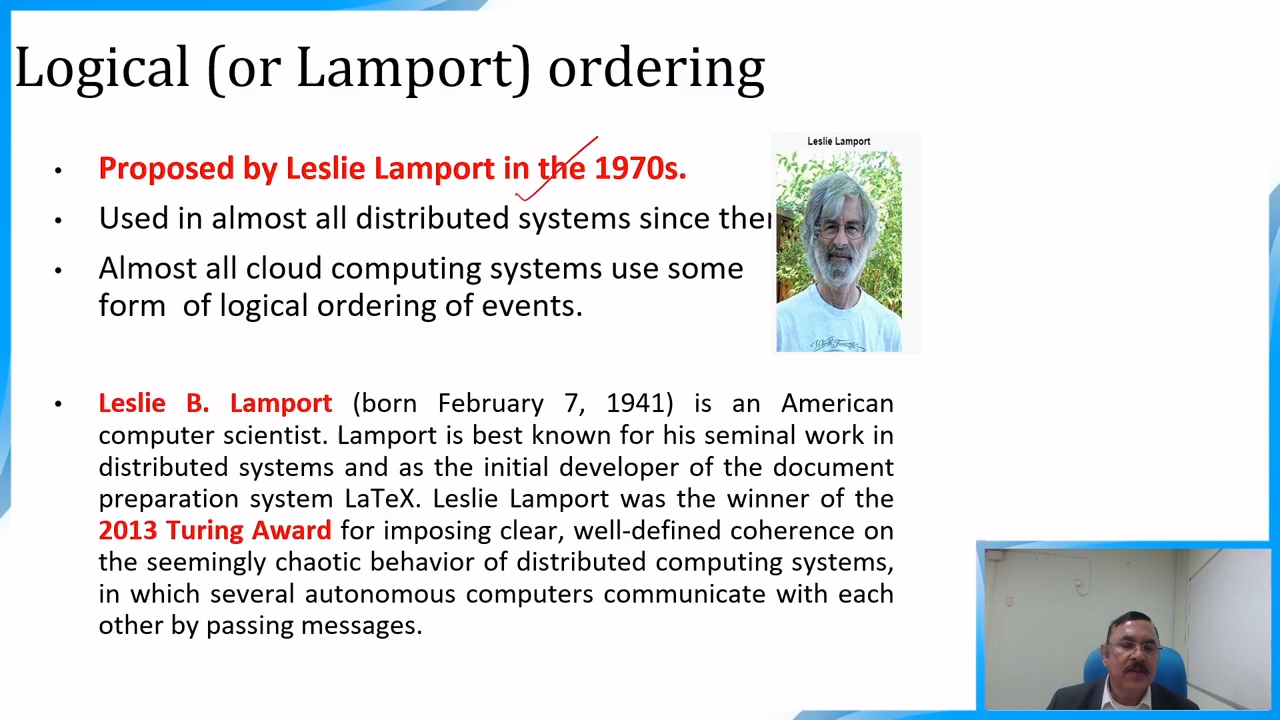 Logical (or Lamport) ordering
Leslie Lamport
• Proposed by Leslie Lamport in the 1970s.
• Used in almost all distributed systems since then
• Almost all cloud computing systems use some
form of logical ordering of events.
• Leslie B. Lamport (born February 7, 1941) is an American
computer scientist. Lamport is best known for his seminal work in
distributed systems and as the initial developer of the document
preparation system LaTeX. Leslie Lamport was the winner of the
2013 Turing Award for imposing clear, well-defined coherence on
the seemingly chaotic behavior of distributed computing systems,
in which several autonomous computers communicate with each
other by passing messages.